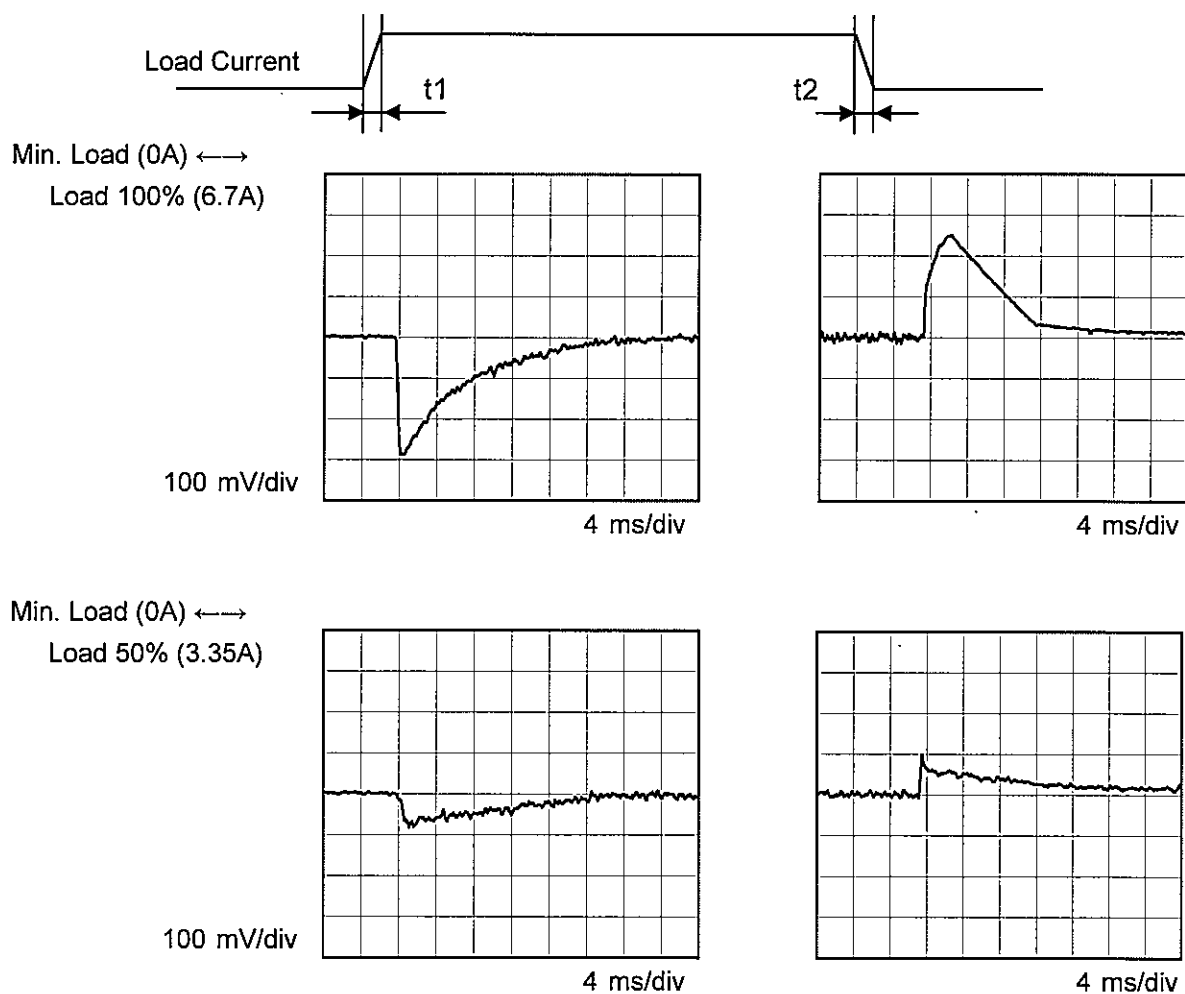 Load Current
t1
t2
Min. Load (0A) ←→
Load 100% (6.7A)
100 mV/div
4 ms/div
4 ms/div
Min. Load (0A) ←→
Load 50% (3.35A)
100 mV/div
4 ms/div
4 ms/div